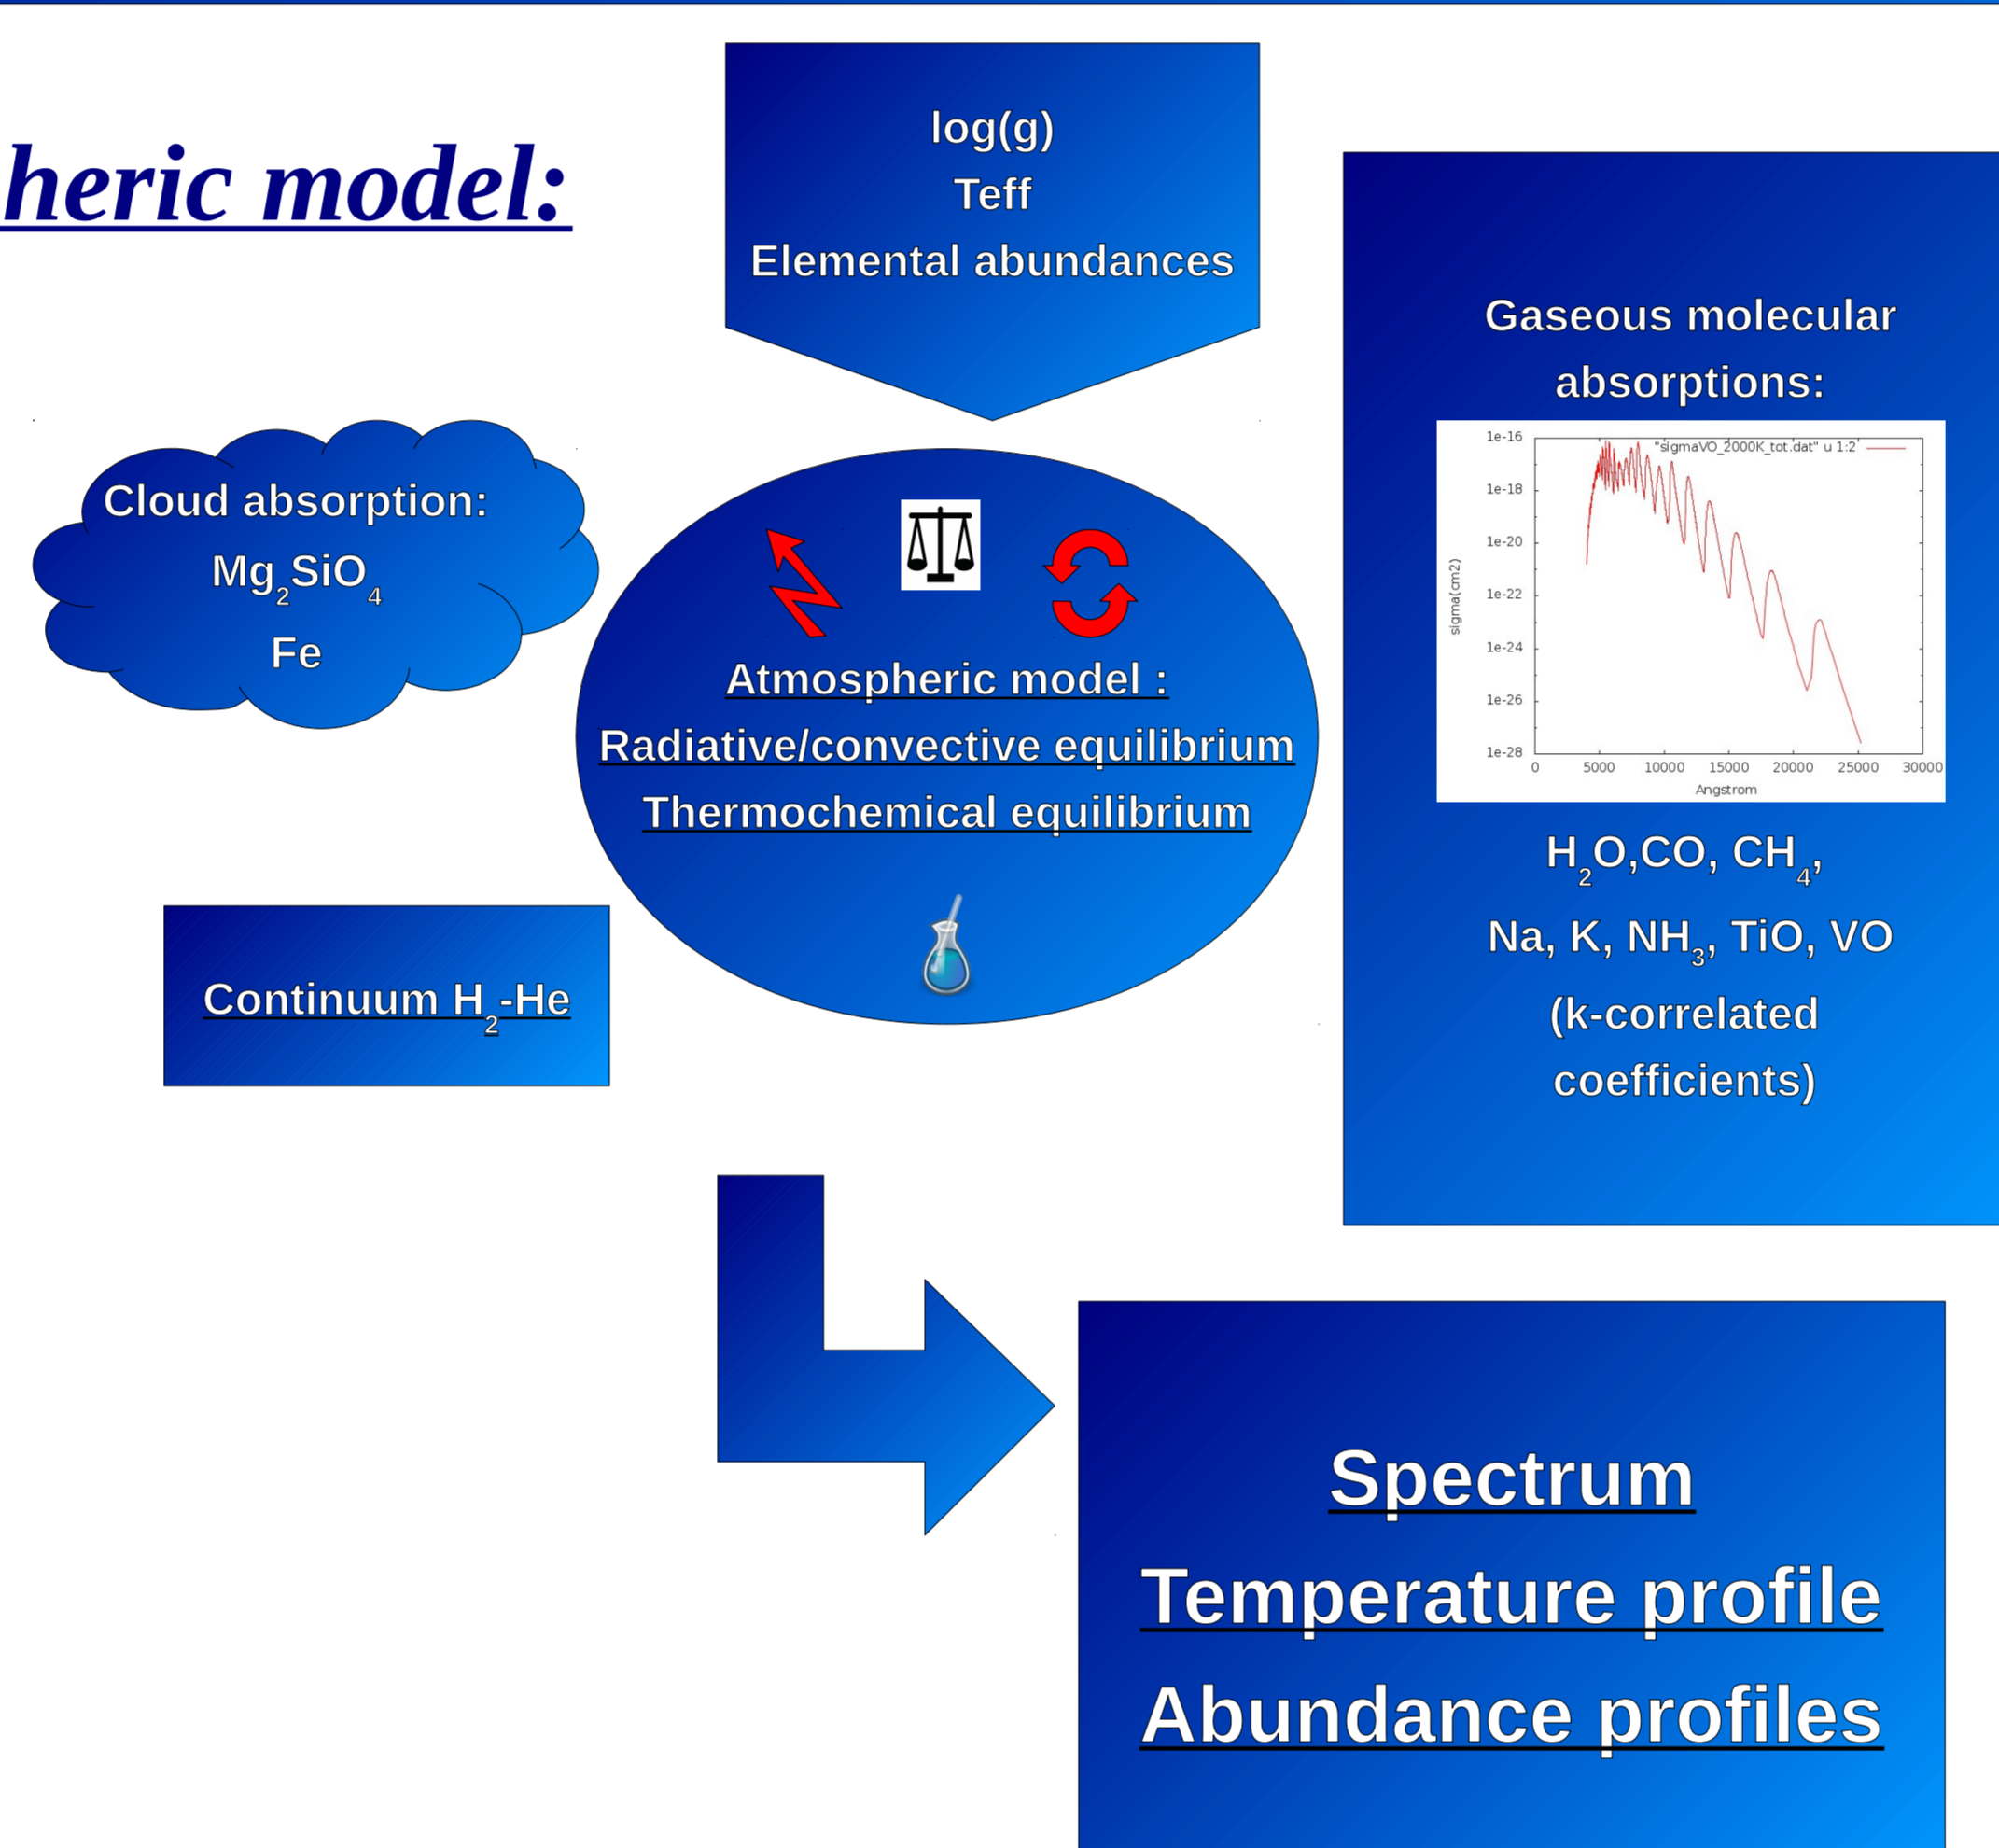 heric model:
log(g)
Teff
Elemental abundances
Cloud absorption:
Mg2SiO4
Fe
Atmospheric model :
Radiative/convective equilibrium
Thermochemical equilibrium
Continuum H2-He
Gaseous molecular
absorptions:
"sigmaVO_2000K_tot.dat" u 1:2
1e-16
1e-18
1e-20
1e-22
1e-24
1e-26
1e-28
sigma(cm2)
0 5000 10000 15000 20000 25000 30000
Angstrom
H2O,CO, CH4,
Na, K, NH3, TiO, VO
(k-correlated
coefficients)
Spectrum
Temperature profile
Abundance profiles